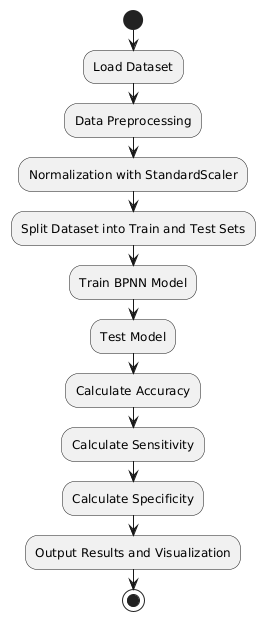 Load Dataset
Data Preprocessing
Normalization with StandardScaler
Split Dataset into Train and Test Sets
Train BPNN Model
Test Model
Calculate Accuracy
Calculate Sensitivity
Calculate Specificity
Output Results and Visualization